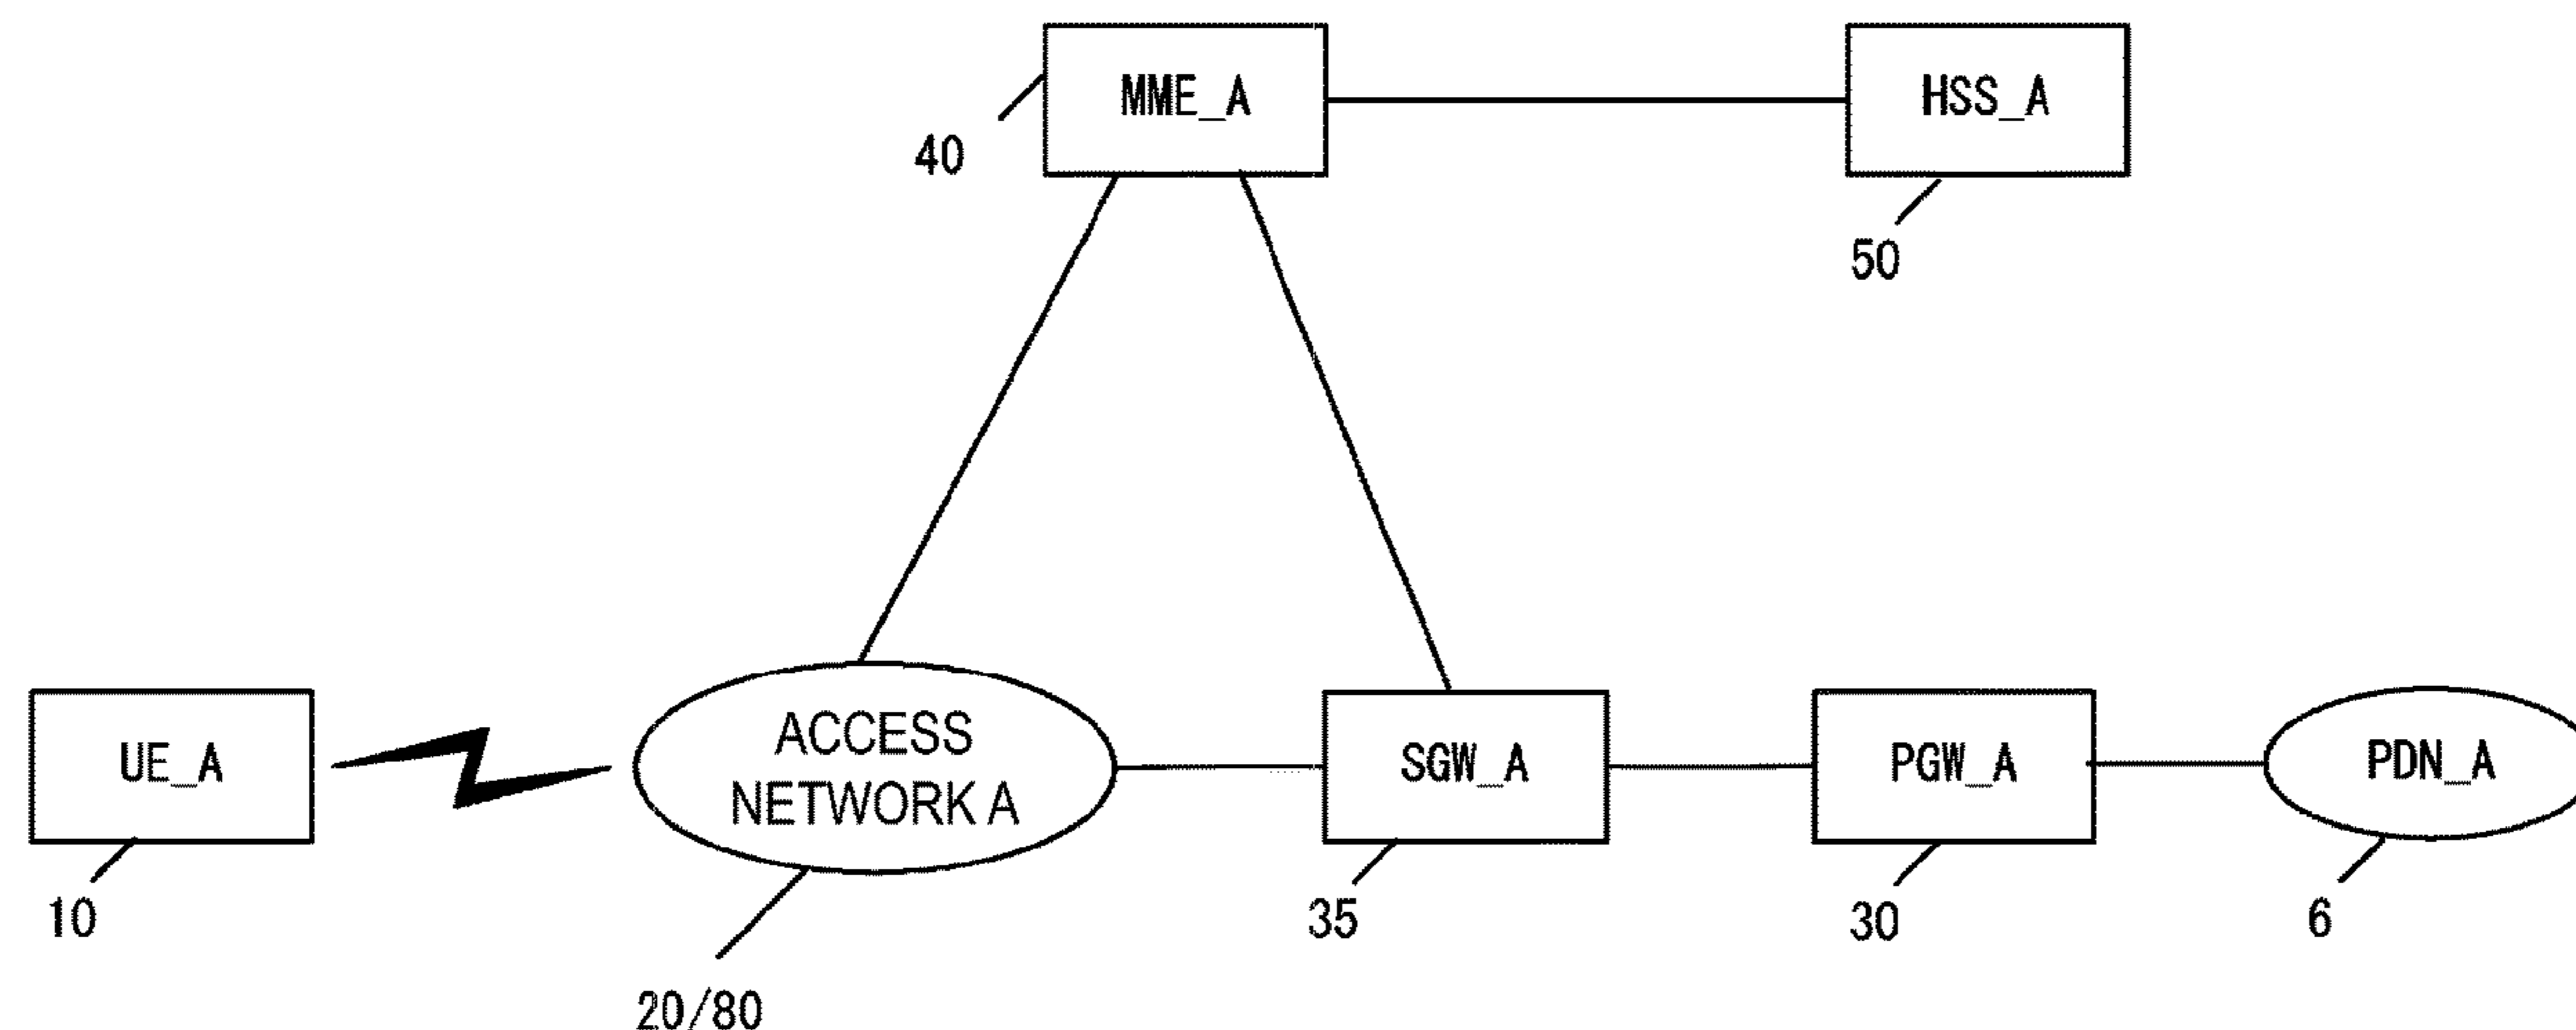 MME_A
HSS_A
40
50
UE_A
ACCESS
NETWORK A
SGW_A
PGW_A
PDN_A
10
35
30
6
20/80